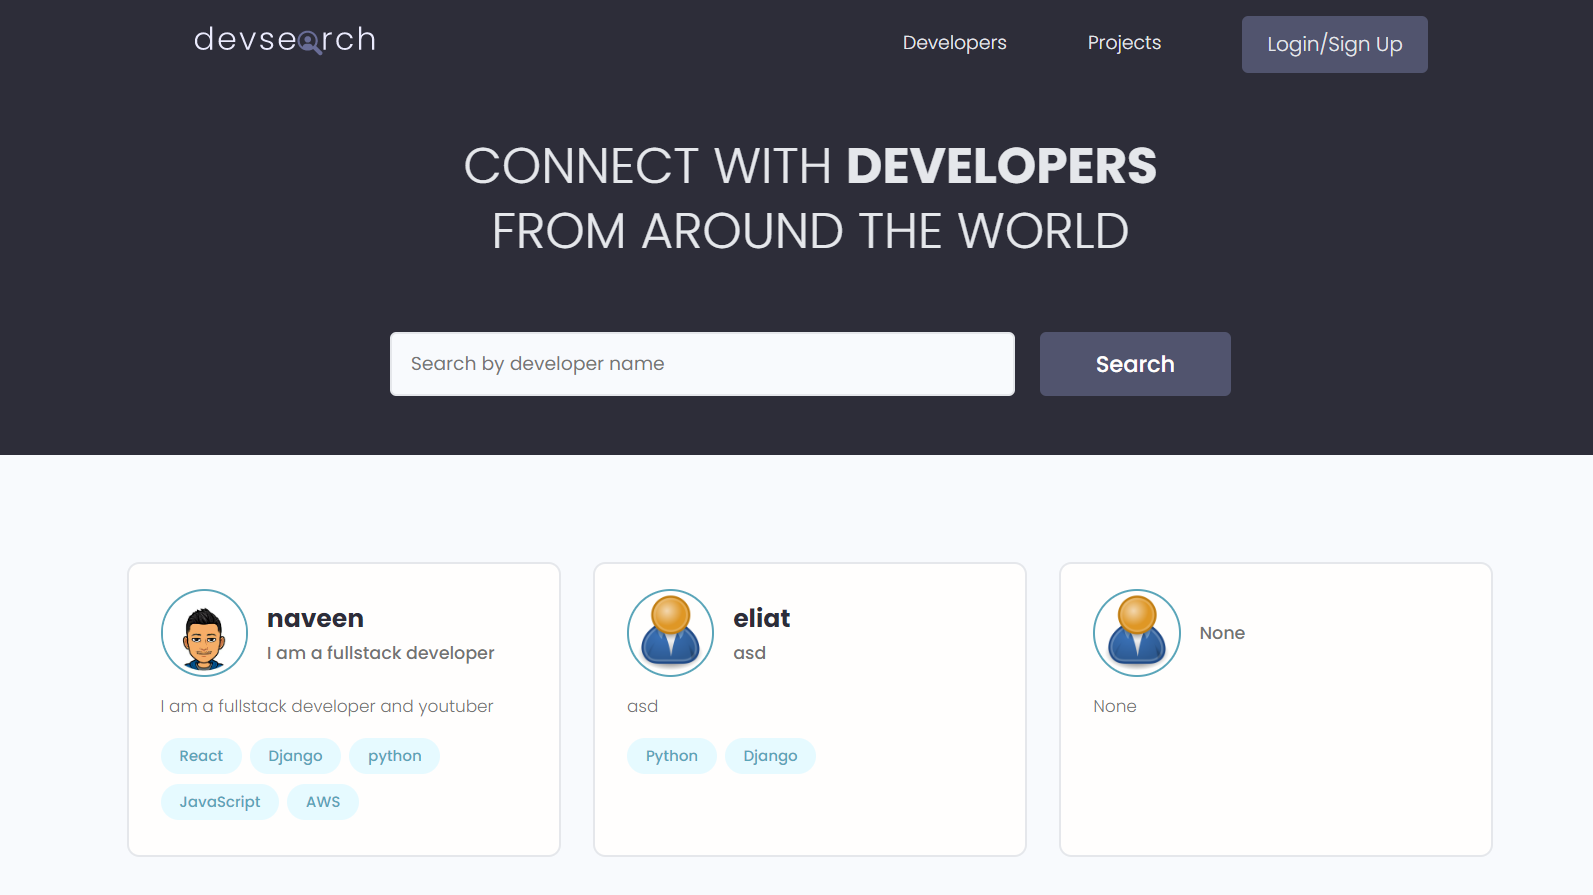 devsearch
Developers
Projects
Login/Sign Up
CONNECT WITH DEVELOPERS
FROM AROUND THE WORLD
Search by developer name
Search
naveen
I am a fullstack developer
I am a fullstack developer and youtuber
React
Django
python
JavaScript
AWS
eliat
asd
asd
Python
Django
None
None